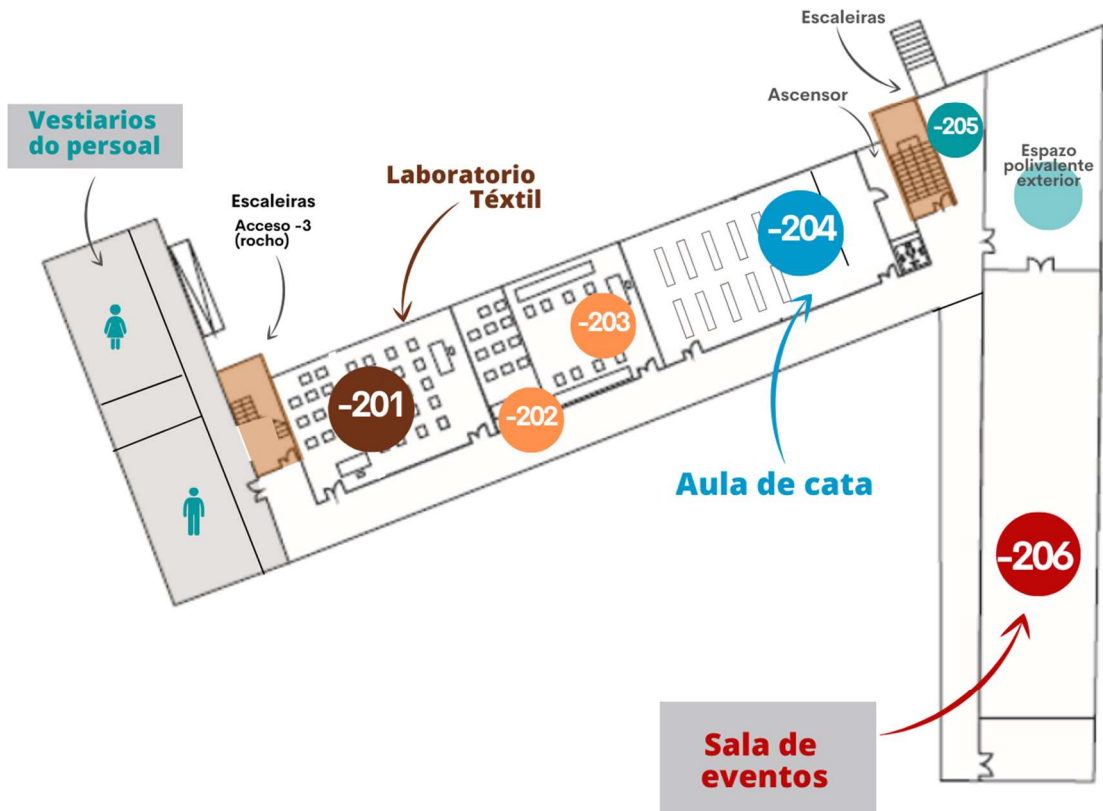 Escaleiras
Ascensor
-205
Vestiarios
do persoal
Espazo
polivalente
exterior
Laboratorio
Téxtil
Escaleiras
Acceso -3
(rocho)
-204
-203
-201
-202
Aula de cata
-206
Sala de
eventos